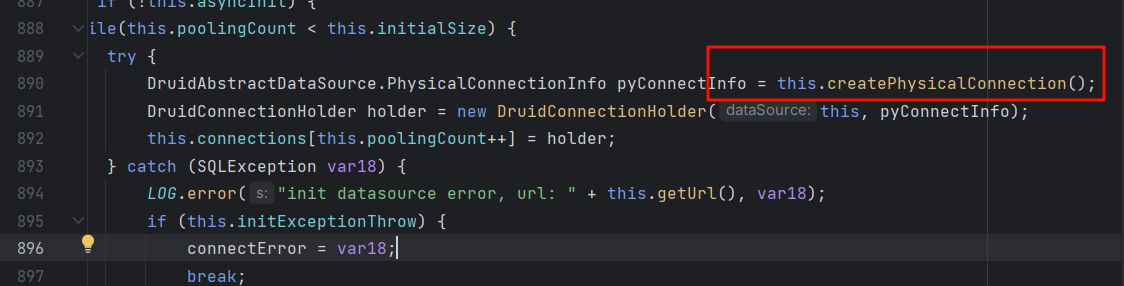 887 if (!this.asyncInit) {
888 ile(this.poolingCount < this.initialSize) {
889 try {
890 DruidAbstractDataSource.PhysicalConnectionInfo pyConnectInfo = this.createPhysicalConnection();
891 DruidConnectionHolder holder = new DruidConnectionHolder( dataSource: this, pyConnectInfo);
892 this.connections[this.poolingCount++] = holder;
893 } catch (SQLException var18) {
894 LOG.error( s: "init datasource error, url: " + this.getUrl(), var18);
895 if (this.initExceptionThrow) {
896 connectError = var18;
897 break;